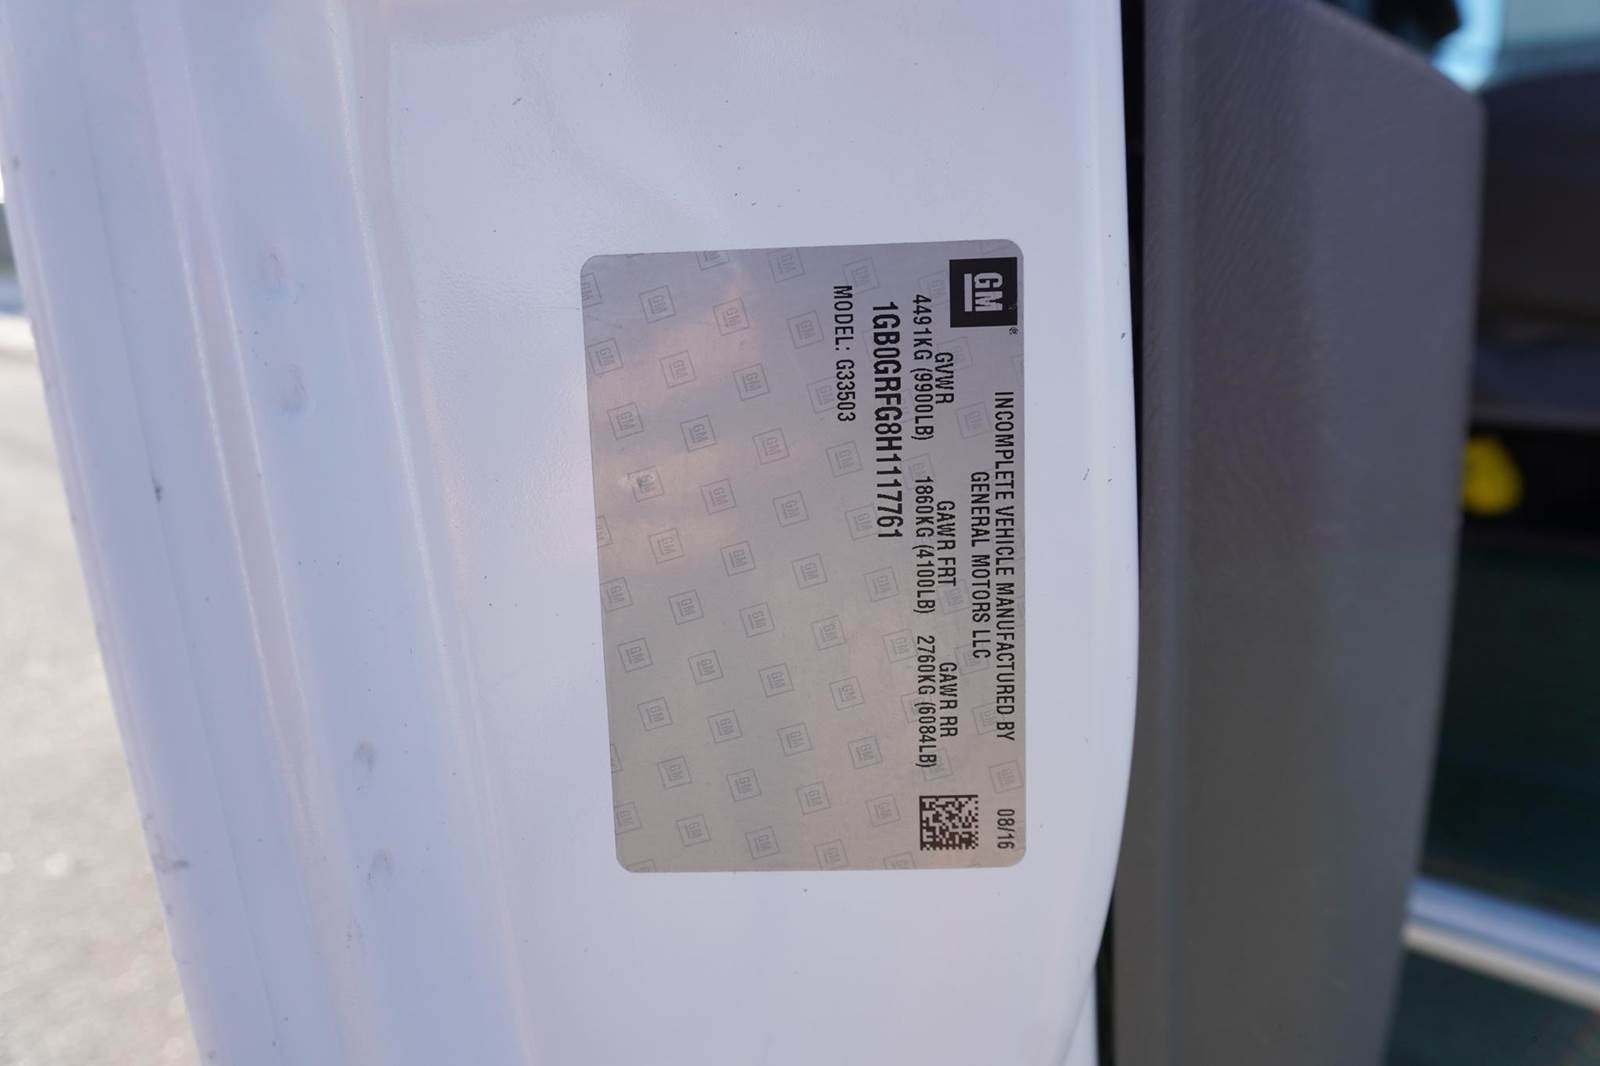 GM
INCOMPLETE VEHICLE MANUFACTURED BY 08/16
GENERAL MOTORS LLC
GVWR GAWR FRT GAWR RR
4491KG (9900LB) 1860KG (4100LB) 2760KG (6084LB)
1GB0GRFG8H1117761
MODEL: G33503